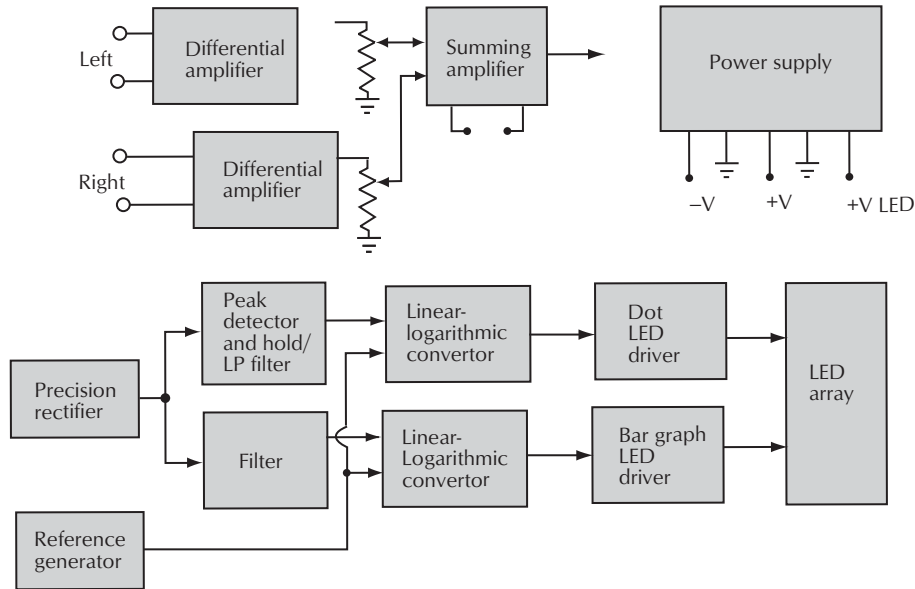 Left
Differential
amplifier
Summing
amplifier
Power supply
–V
+V
+V LED
Right
Differential
amplifier
Peak
detector
and hold/
LP filter
Linear-
logarithmic
convertor
Dot
LED
driver
LED
array
Precision
rectifier
Filter
Linear-
Logarithmic
convertor
Bar graph
LED
driver
Reference
generator